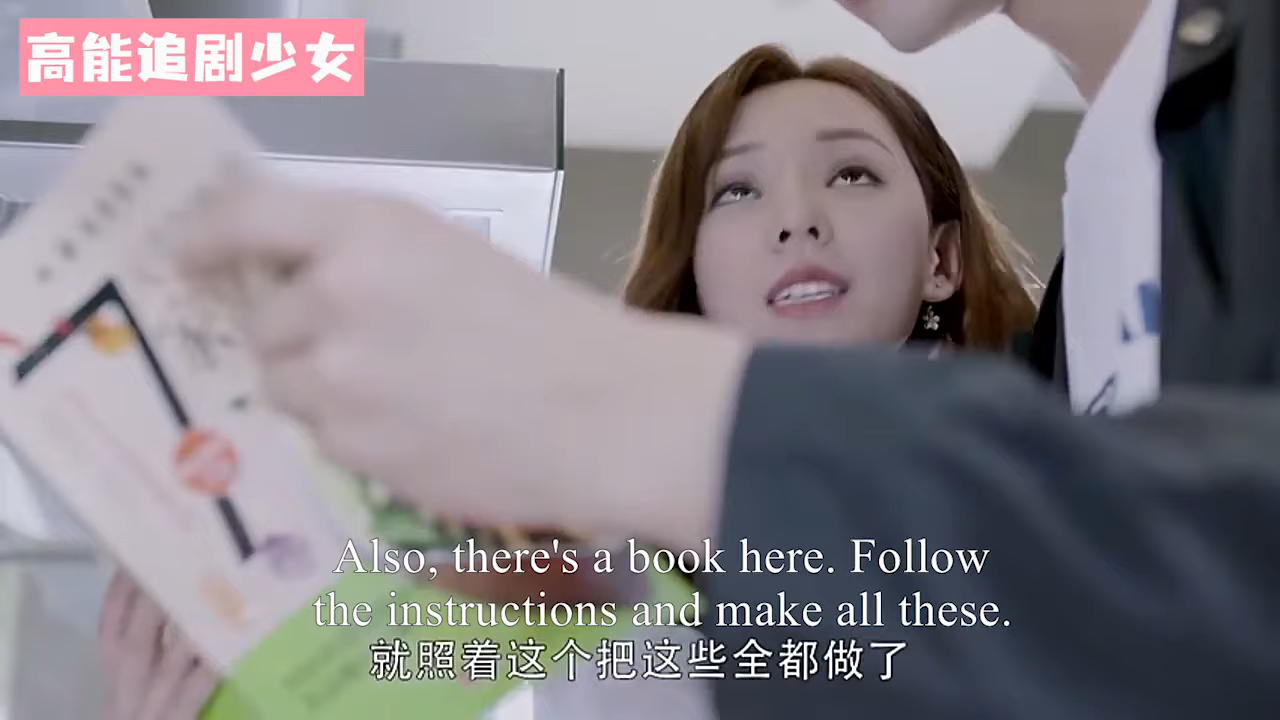 高能追剧少女
Also, there's a book here. Follow
the instructions and make all these.
就照着这个把这些全都做了